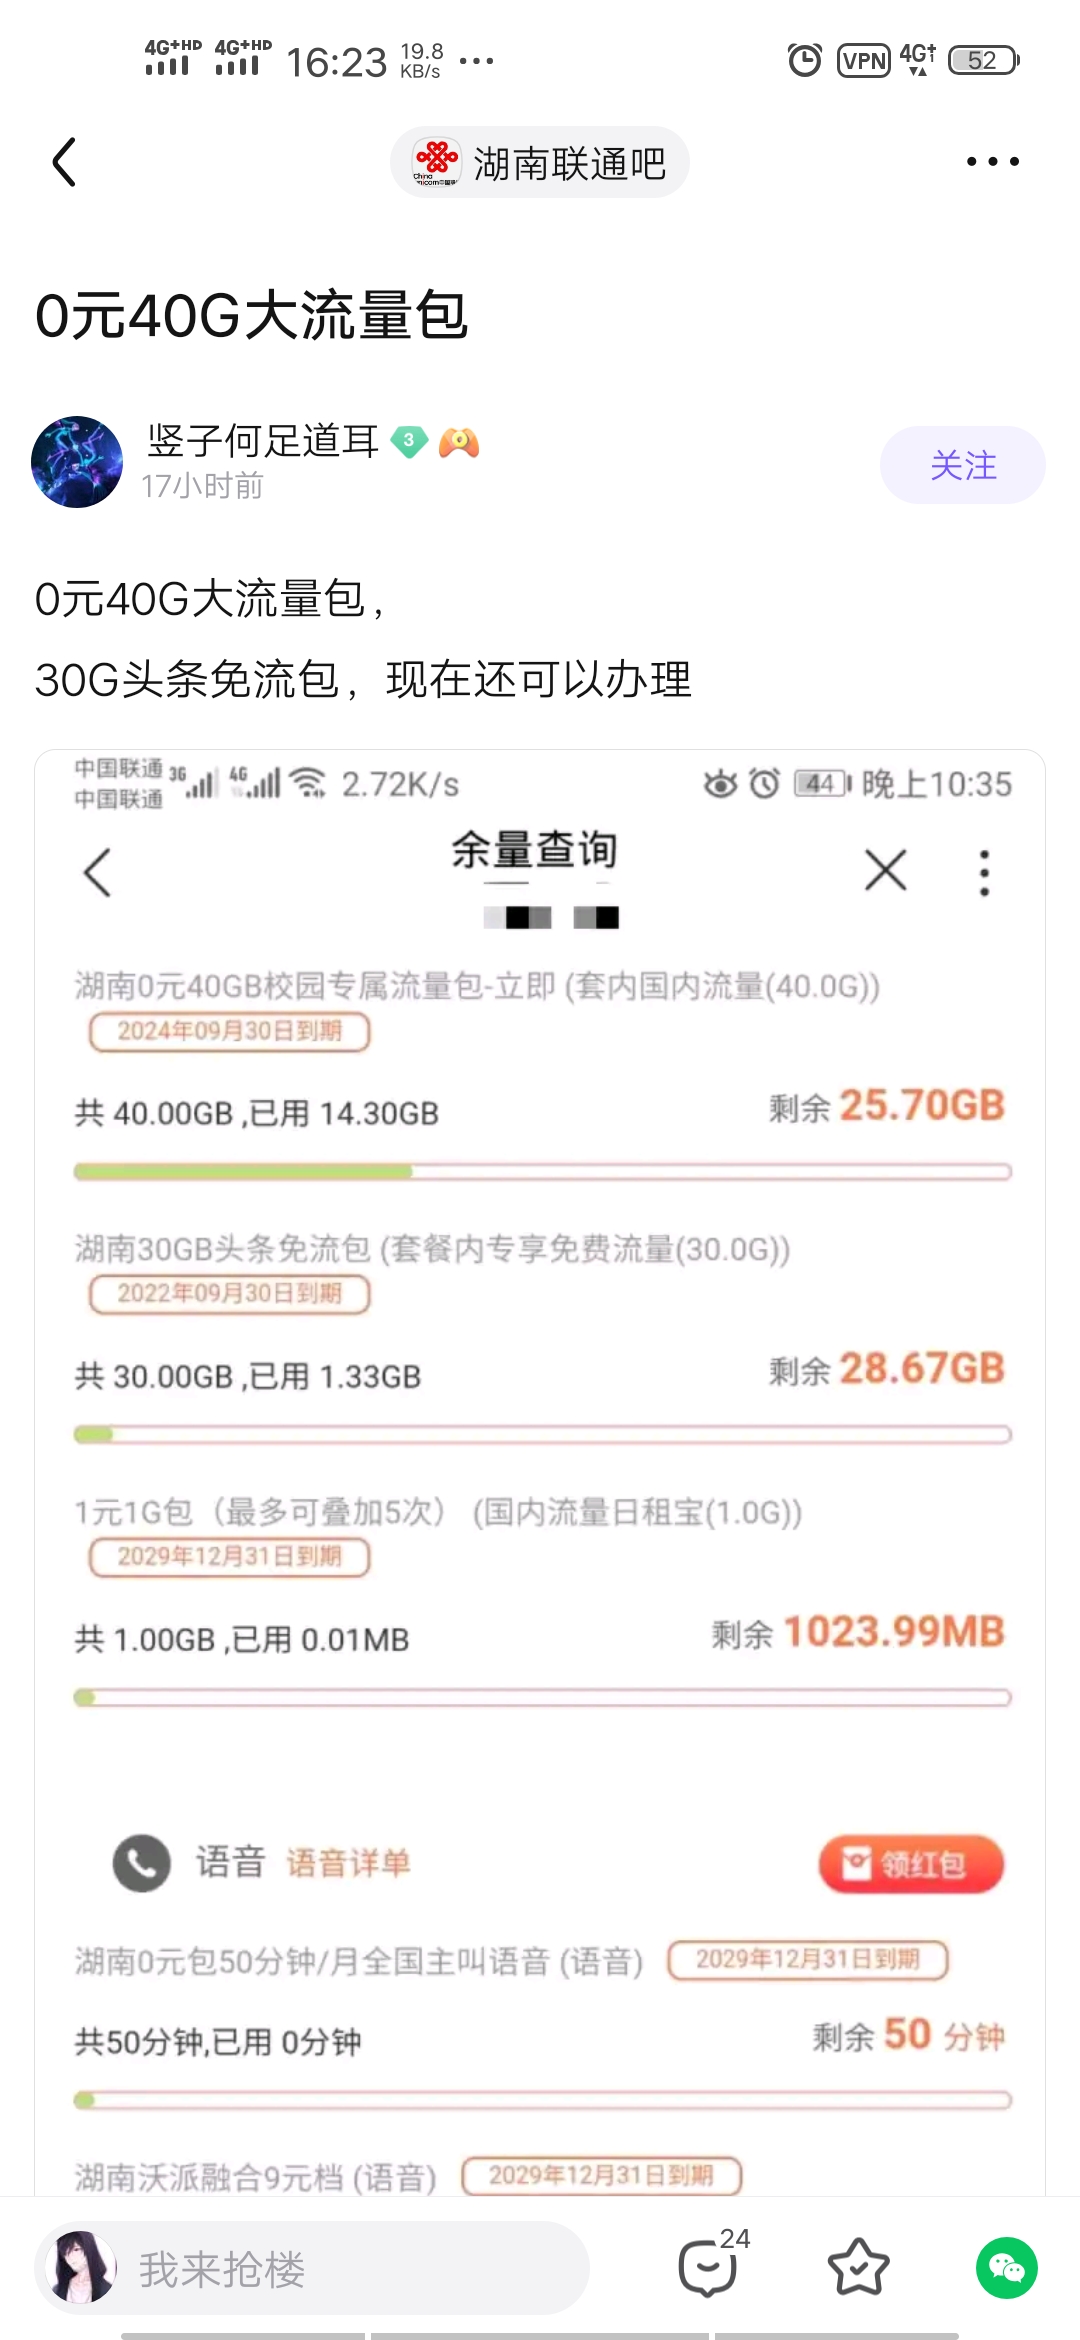 4G+HD 4G+HD 16:23 19.8 KB/s ... VPN 4G+ 52
湖南联通吧
0元40G大流量包
竖子何足道耳 3
17小时前
关注
0元40G大流量包，
30G头条免流包，现在还可以办理
中国联通 3G 4G 2.72K/s 44 晚上10:35
中国联通
余量查询
湖南0元40GB校园专属流量包-立即 (套内国内流量(40.0G))
2024年09月30日到期
共 40.00GB ,已用 14.30GB 剩余 25.70GB
湖南30GB头条免流包 (套餐内专享免费流量(30.0G))
2022年09月30日到期
共 30.00GB ,已用 1.33GB 剩余 28.67GB
1元1G包（最多可叠加5次） (国内流量日租宝(1.0G))
2029年12月31日到期
共 1.00GB ,已用 0.01MB 剩余 1023.99MB
语音 语音详单 领红包
湖南0元包50分钟/月全国主叫语音 (语音) 2029年12月31日到期
共50分钟,已用 0分钟 剩余 50 分钟
湖南沃派融合9元档 (语音) 2029年12月31日到期
我来抢楼 24